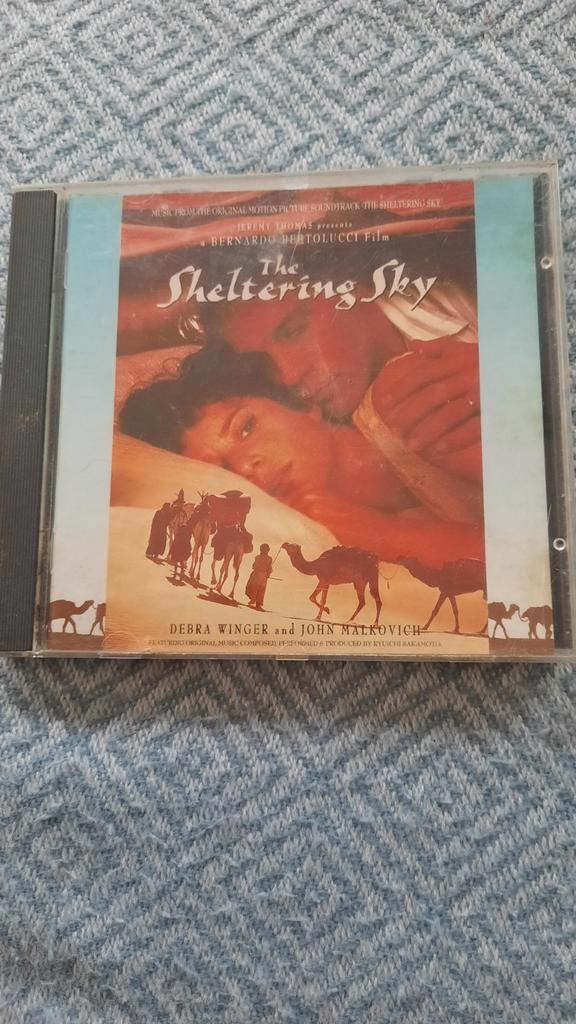 MUSIC FROM THE ORIGINAL MOTION PICTURE SOUNDTRACK THE SHELTERING SKY
JEREMY THOMAS presents
a BERNARDO BERTOLUCCI Film
The
Sheltering Sky
DEBRA WINGER and JOHN MALKOVICH
FEATURING ORIGINAL MUSIC COMPOSED, PERFORMED & PRODUCED BY RYUICHI SAKAMOTO